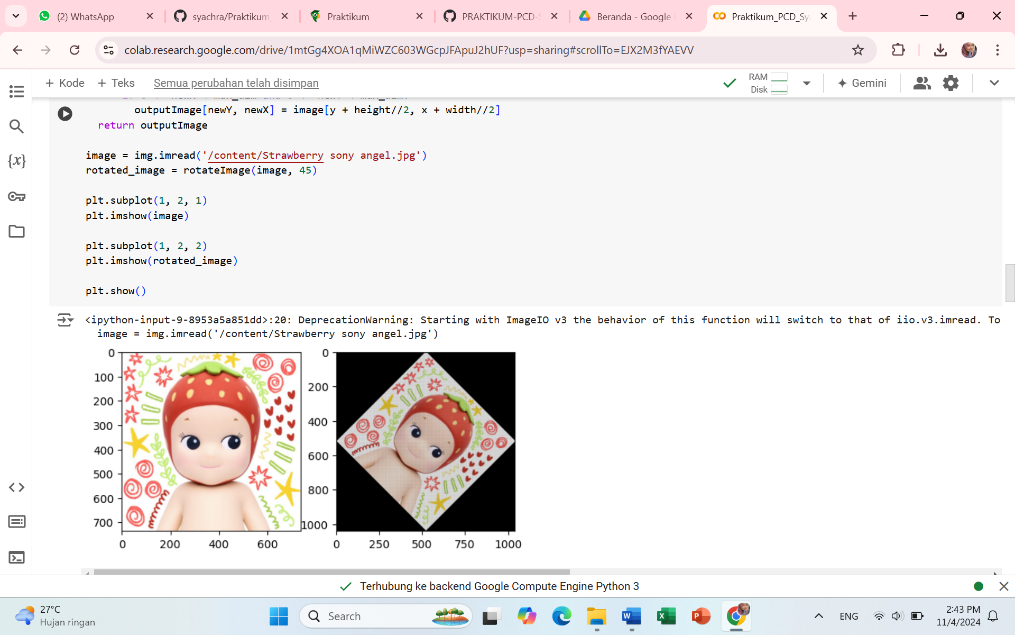 (2) WhatsApp
syachra/Praktikum
Praktikum
PRAKTIKUM-PCD-S
Beranda - Google
Praktikum_PCD_Sy
colab.research.google.com/drive/1mtGg4XOA1qMiWZC603WGcpJFApuJ2hUF?usp=sharing#scrollTo=EJX2M3fYAEVV
+ Kode + Teks Semua perubahan telah disimpan
RAM
Disk
Gemini
outputImage[newY, newX] = image[y + height//2, x + width//2]
return outputImage
image = img.imread('/content/Strawberry sony angel.jpg')
rotated_image = rotateImage(image, 45)
plt.subplot(1, 2, 1)
plt.imshow(image)
plt.subplot(1, 2, 2)
plt.imshow(rotated_image)
plt.show()
<ipython-input-9-8953a5a851dd>:20: DeprecationWarning: Starting with ImageIO v3 the behavior of this function will switch to that of iio.v3.imread. To
image = img.imread('/content/Strawberry sony angel.jpg')
0
100
200
300
400
500
600
700
0 200 400 600
0
200
400
600
800
1000
0 250 500 750 1000
Terhubung ke backend Google Compute Engine Python 3
27°C
Hujan ringan
Search
ENG
2:43 PM
11/4/2024